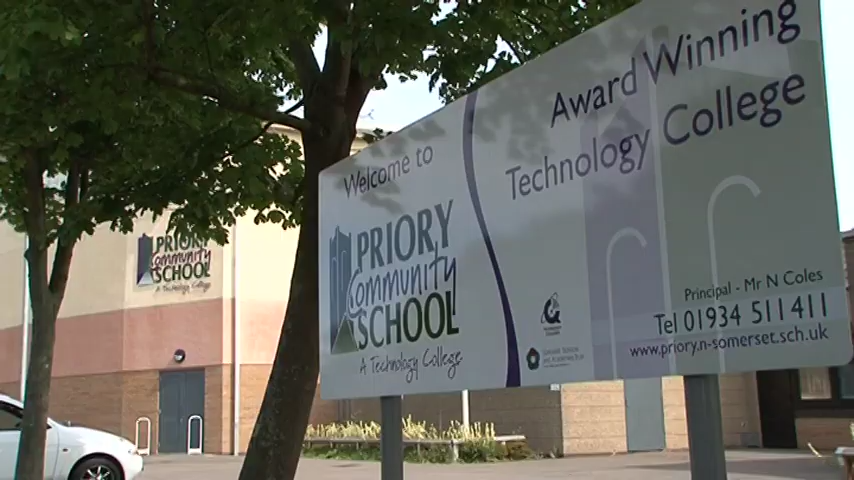 Welcome to
PRIORY
Community
SCHOOL
A Technology College
Award Winning
Technology College
Principal - Mr N Coles
Tel 01934 511411
www.priory.n-somerset.sch.uk
PRIORY
Community
SCHOOL
A Technology College